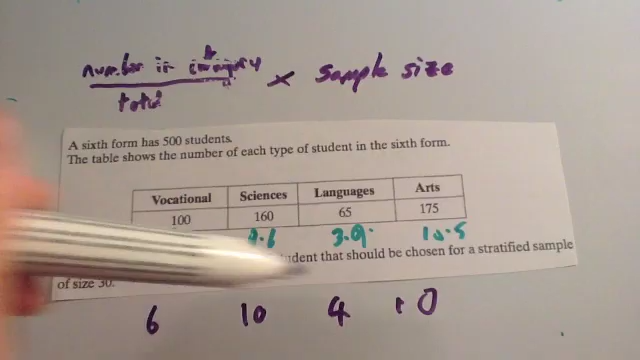 number in category
total × sample size
A sixth form has 500 students.
The table shows the number of each type of student in the sixth form.
Vocational Sciences Languages Arts
100 160 65 175
9.6 3.9 10.5
udent that should be chosen for a stratified sample
of size 30.
6 10 4 10